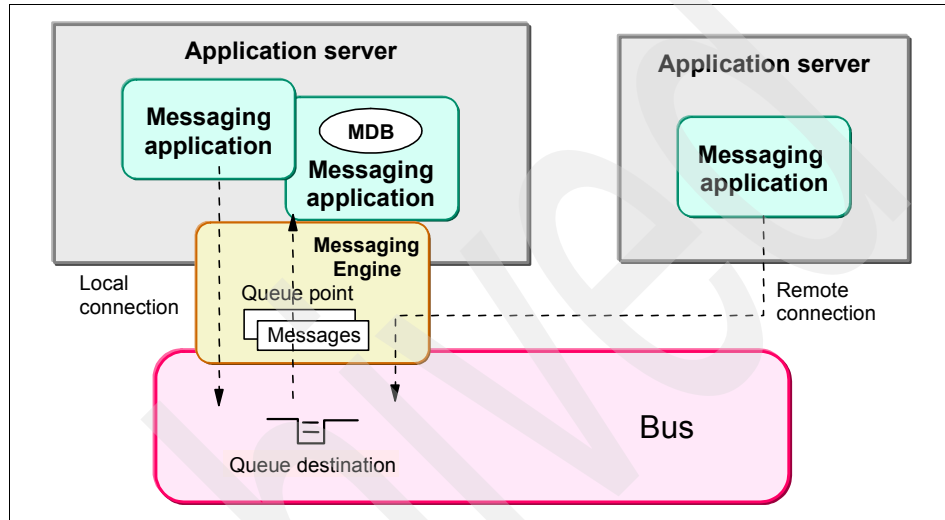 Application server
Messaging
application
MDB
Messaging
application
Application server
Messaging
application
Messaging
Engine
Local
connection
Queue point
Messages
Remote
connection
Bus
Queue destination